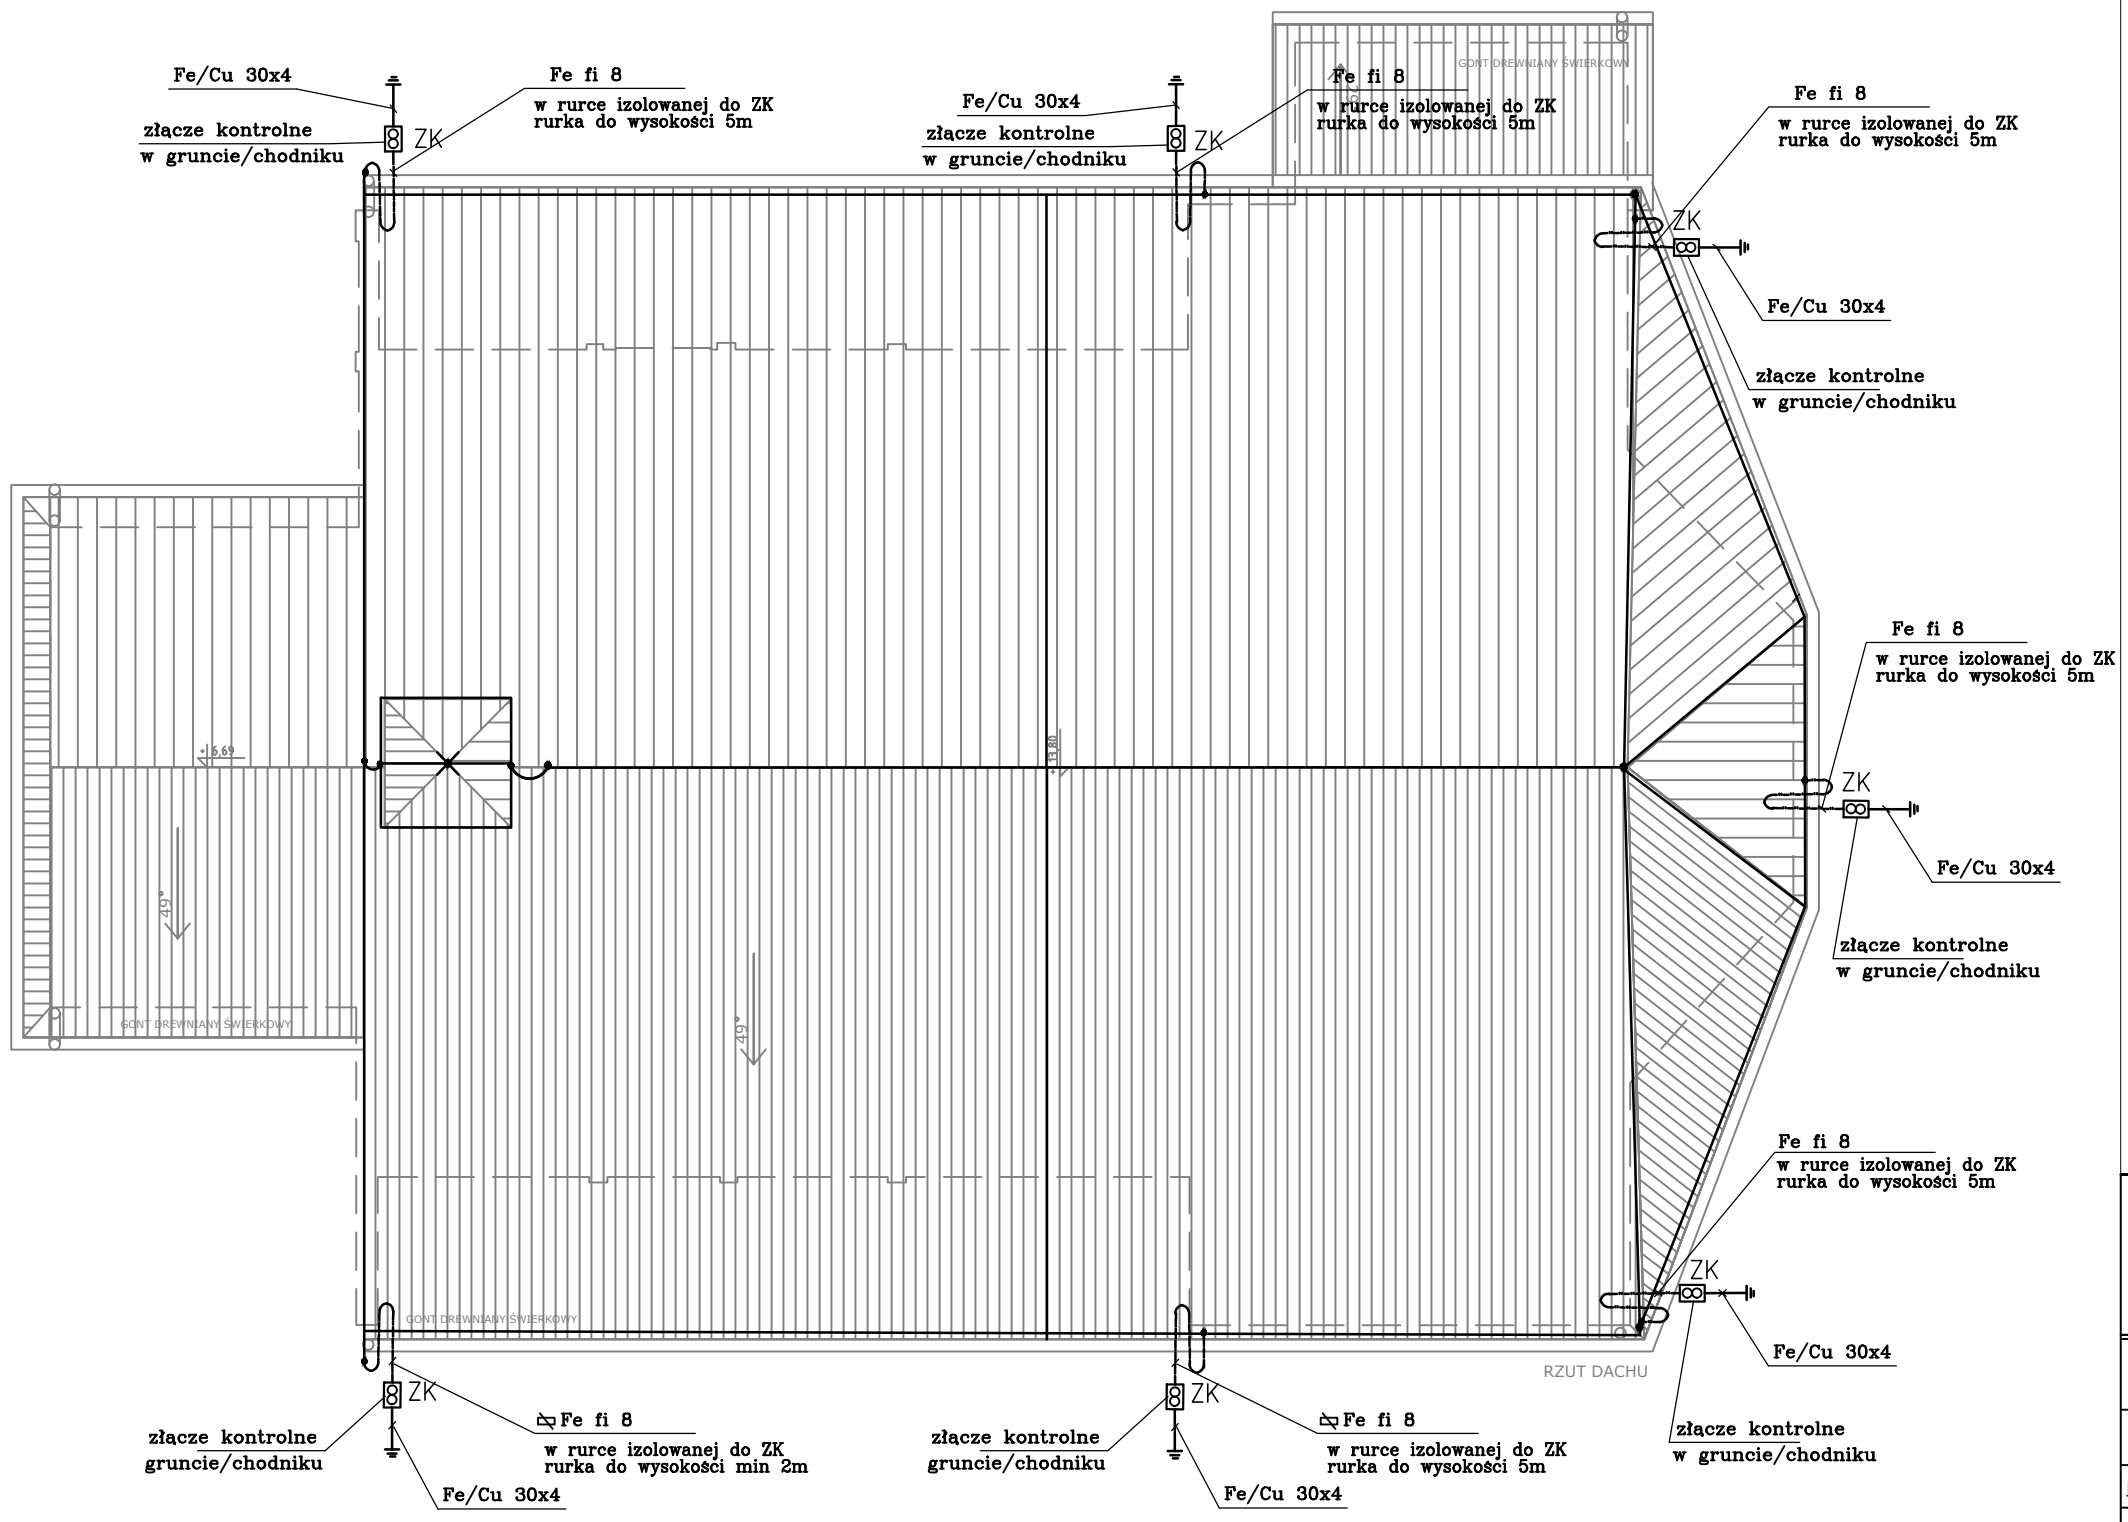 Fe/Cu 30x4
złącze kontrolne
w gruncie/chodniku
ZK
Fe fi 8
w rurce izolowanej do ZK
rurka do wysokości 5m
Fe/Cu 30x4
złącze kontrolne
w gruncie/chodniku
ZK
Fe fi 8
w rurce izolowanej do ZK
rurka do wysokości 5m
GONT DREWNIANY ŚWIERKOWY
Fe fi 8
w rurce izolowanej do ZK
rurka do wysokości 5m
ZK
Fe/Cu 30x4
złącze kontrolne
w gruncie/chodniku
Fe fi 8
w rurce izolowanej do ZK
rurka do wysokości 5m
+ 6,69
+ 13,80
ZK
Fe/Cu 30x4
złącze kontrolne
w gruncie/chodniku
49°
GONT DREWNIANY ŚWIERKOWY
49°
Fe fi 8
w rurce izolowanej do ZK
rurka do wysokości 5m
ZK
Fe/Cu 30x4
złącze kontrolne
w gruncie/chodniku
GONT DREWNIANY ŚWIERKOWY
RZUT DACHU
ZK
złącze kontrolne
gruncie/chodniku
Fe fi 8
w rurce izolowanej do ZK
rurka do wysokości min 2m
Fe/Cu 30x4
ZK
złącze kontrolne
gruncie/chodniku
Fe fi 8
w rurce izolowanej do ZK
rurka do wysokości 5m
Fe/Cu 30x4